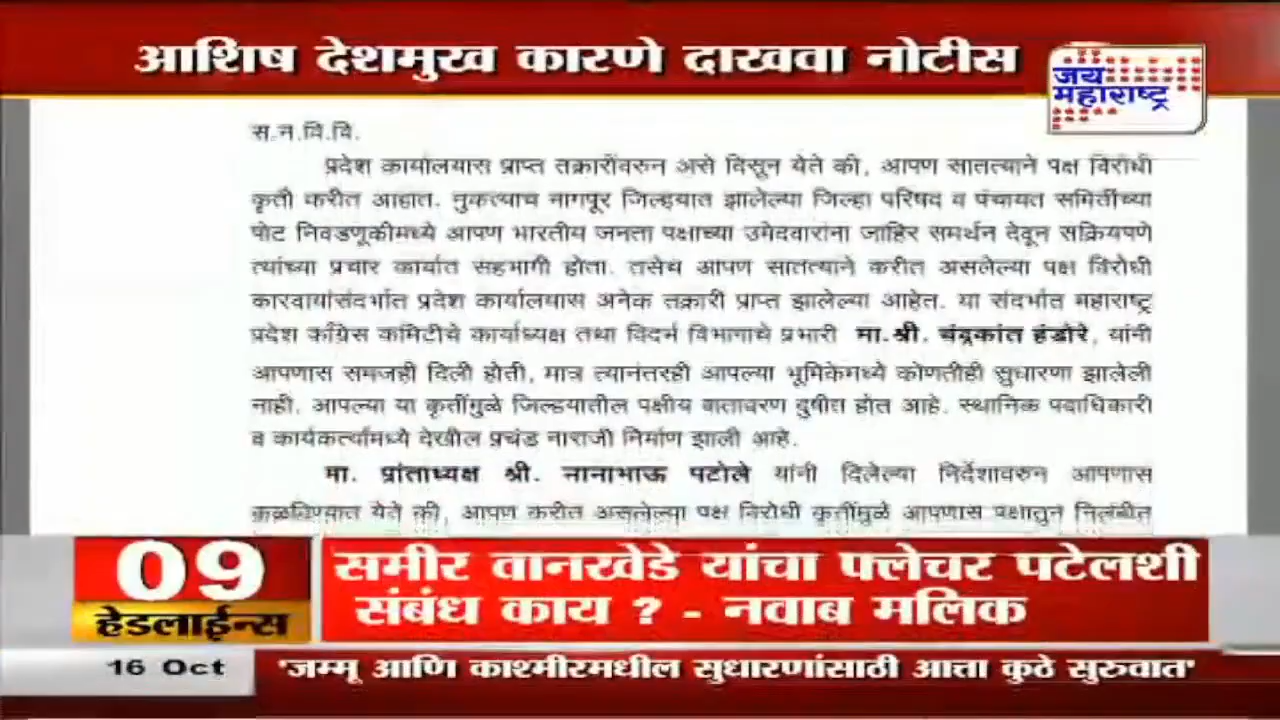 आशिष देशमुख कारणे दाखवा नोटीस
जय
महाराष्ट्र
स.न.वि.वि.
प्रदेश कार्यालयास प्राप्त तक्रारींवरुन असे दिसून येते की, आपण सातत्याने पक्ष विरोधी
कृती करीत आहात. नुकत्याच नागपूर जिल्हयात झालेल्या जिल्हा परिषद व पंचायत समितींच्या
पोट निवडणूकीमध्ये आपण भारतीय जनता पक्षाच्या उमेदवारांना जाहिर समर्थन देवून सक्रियपणे
त्यांच्या प्रचार कार्यात सहभागी होता. तसेच आपण सातत्याने करीत असलेल्या पक्ष विरोधी
कारवायांसंदर्भात प्रदेश कार्यालयास अनेक तक्रारी प्राप्त झालेल्या आहेत. या संदर्भात महाराष्ट्र
प्रदेश काँग्रेस कमिटीचे कार्याध्यक्ष तथा विदर्भ विभागाचे प्रभारी मा.श्री. चंद्रकांत हंडोरे, यांनी
आपणास समजही दिली होती, मात्र त्यानंतरही आपल्या भूमिकेमध्ये कोणतीही सुधारणा झालेली
नाही. आपल्या या कृतींमुळे जिल्हयातील पक्षीय वातावरण दुषीत होत आहे. स्थानिक पदाधिकारी
व कार्यकर्त्यांमध्ये देखील प्रचंड नाराजी निर्माण झाली आहे.
मा. प्रांताध्यक्ष श्री. नानाभाऊ पटोले यांनी दिलेल्या निर्देशावरुन आपणास
कळविण्यात येते की, आपण करीत असलेल्या पक्ष विरोधी कृतींमुळे आपणास पक्षातुन निलंबीत
09
हेडलाईन्स
समीर वानखेडे यांचा फ्लेचर पटेलशी
संबंध काय ? - नवाब मलिक
16 Oct
'जम्मू आणि काश्मीरमधील सुधारणांसाठी आत्ता कुठे सुरुवात'